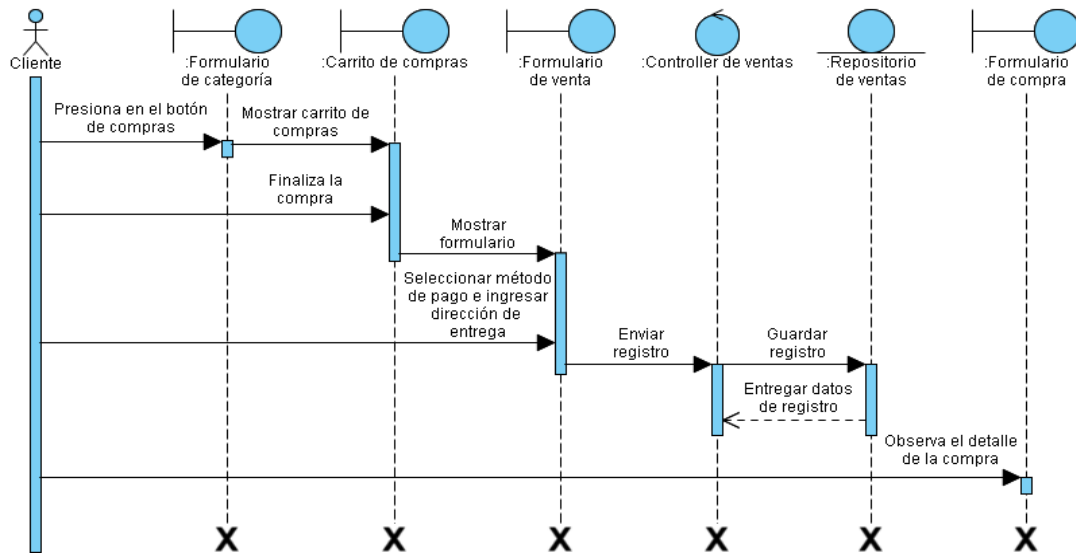 Cliente
:Formulario
de categoría
:Carrito de compras
:Formulario
de venta
:Controller de ventas
:Repositorio
de ventas
:Formulario
de compra
Presiona en el botón
de compras
Mostrar carrito de
compras
Finaliza la
compra
Mostrar
formulario
Seleccionar método
de pago e ingresar
dirección de
entrega
Enviar
registro
Guardar
registro
Entregar datos
de registro
Observa el detalle
de la compra